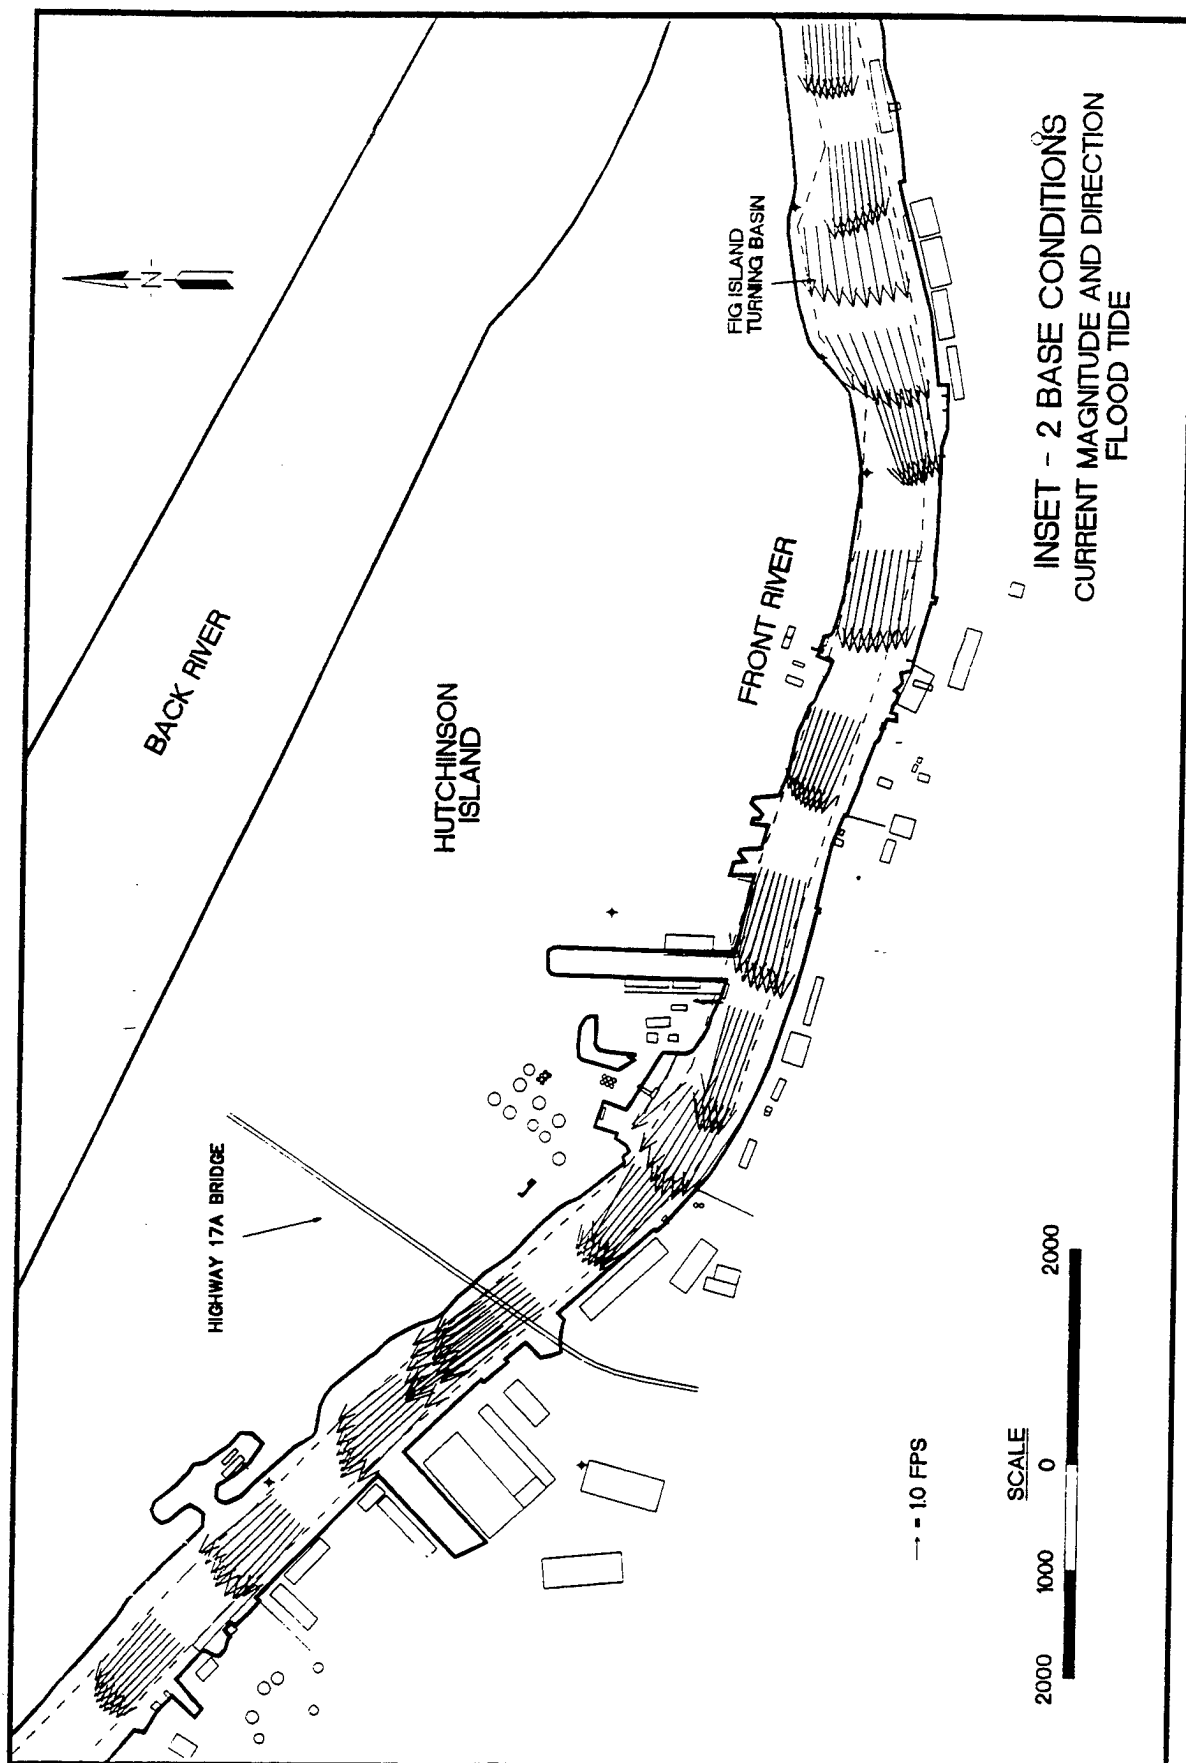 N
BACK RIVER
HUTCHINSON
ISLAND
FIG ISLAND
TURNING BASIN
FRONT RIVER
HIGHWAY 17A BRIDGE
= 1.0 FPS
SCALE
2000 1000 0 2000
INSET - 2 BASE CONDITIONS
CURRENT MAGNITUDE AND DIRECTION
FLOOD TIDE